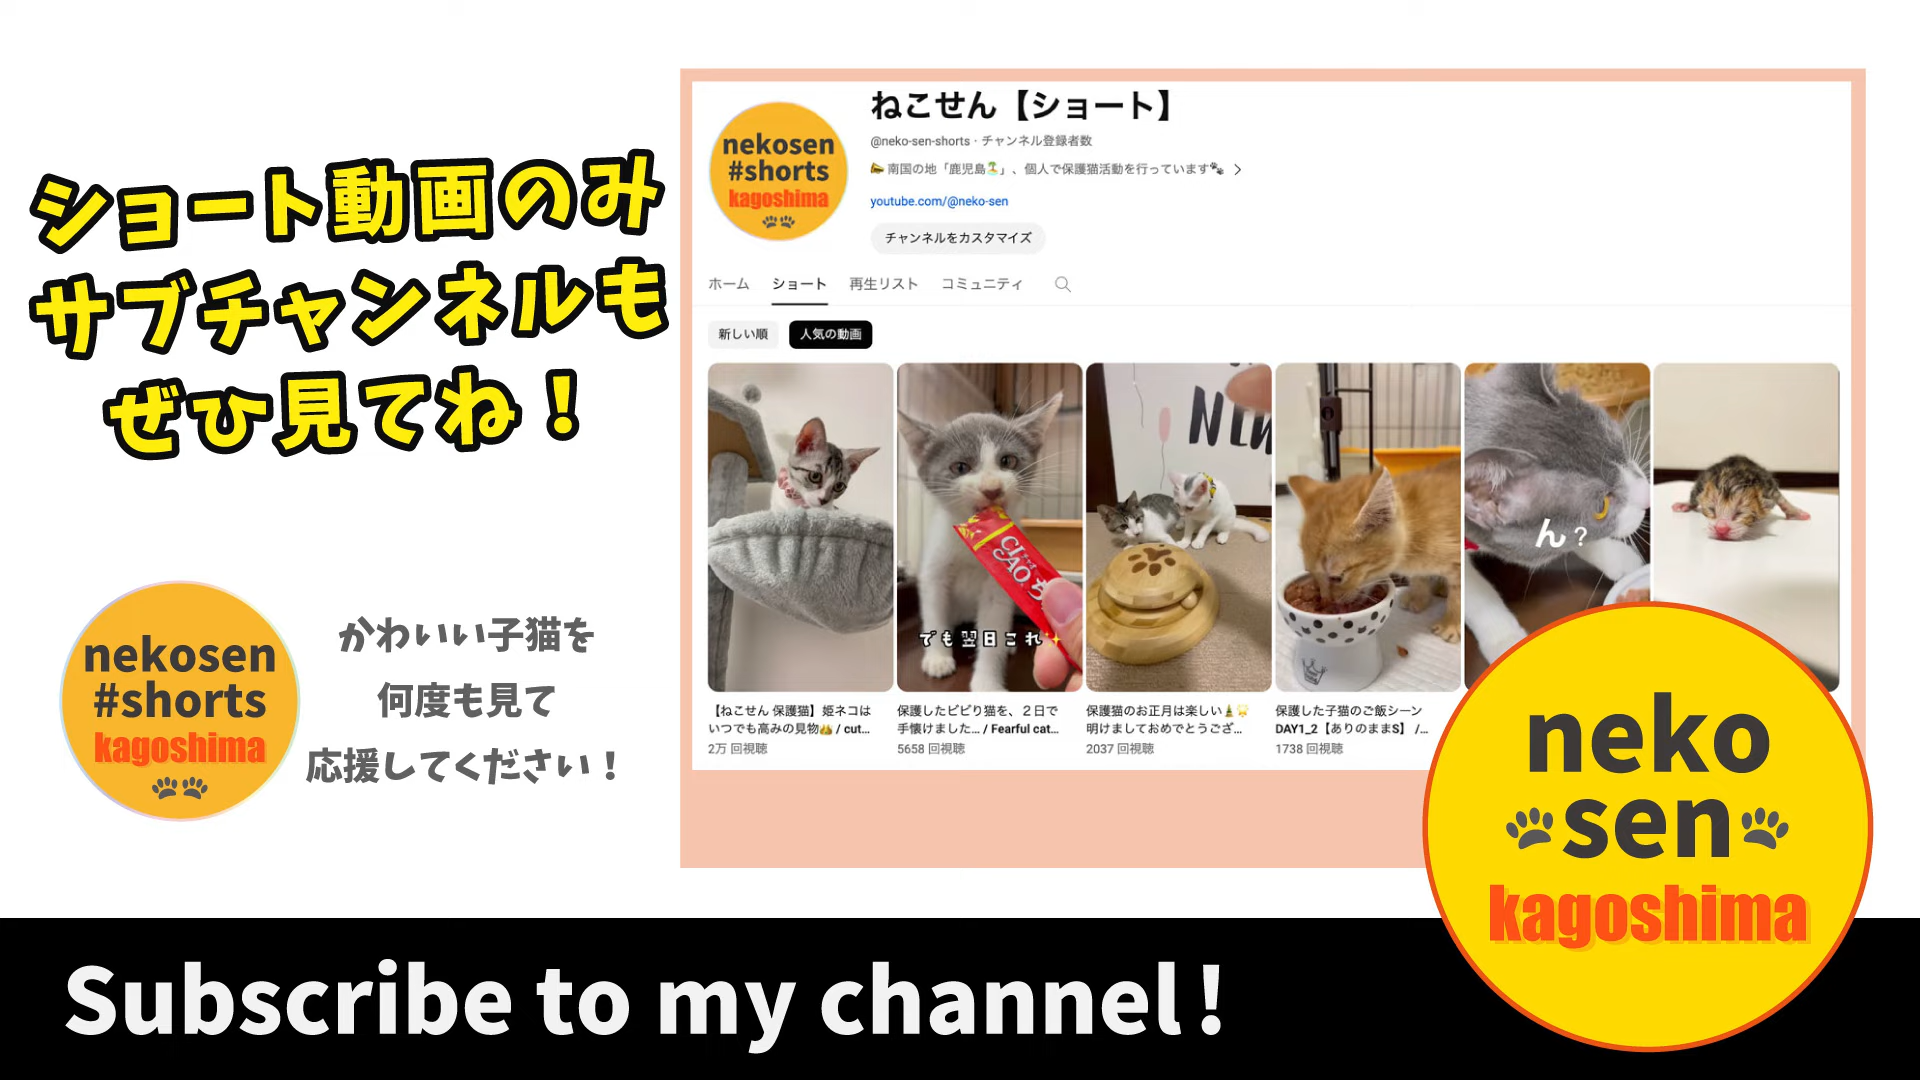 ショート動画のみ
サブチャンネルも
ぜひ見てね！
nekosen
#shorts
kagoshima
かわいい子猫を
何度も見て
応援してください！
nekosen
#shorts
kagoshima
ねこせん【ショート】
@neko-sen-shorts · チャンネル登録者数
📣 南国の地「鹿児島🏝️」、個人で保護猫活動を行っています🐾 >
youtube.com/@neko-sen
チャンネルをカスタマイズ
ホーム ショート 再生リスト コミュニティ
新しい順 人気の動画
NEW
CIAO ち
でも翌日これ✨
ん？
【ねこせん 保護猫】姫ネコは
いつでも高みの見物👑 / cut...
2万 回視聴
保護したビビり猫を、２日で
手懐けました... / Fearful cat...
5658 回視聴
保護猫のお正月は楽しい🎍🌟
明けましておめでとうござ...
2037 回視聴
保護した子猫のご飯シーン
DAY1_2【ありのままS】 /...
1738 回視聴
neko
sen
kagoshima
Subscribe to my channel！